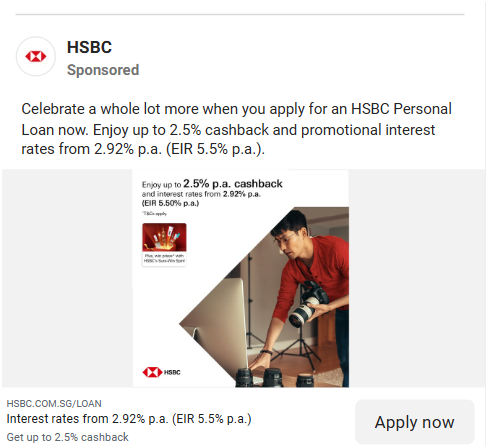 HSBC
Sponsored
Celebrate a whole lot more when you apply for an HSBC Personal
Loan now. Enjoy up to 2.5% cashback and promotional interest
rates from 2.92% p.a. (EIR 5.5% p.a.).
Enjoy up to 2.5% p.a. cashback
and interest rates from 2.92% p.a.
(EIR 5.50% p.a.)
*T&Cs apply
Plus, win prizes* with
HSBC's Sure-Win Spin!
HSBC
HSBC.COM.SG/LOAN
Interest rates from 2.92% p.a. (EIR 5.5% p.a.)
Get up to 2.5% cashback
Apply now